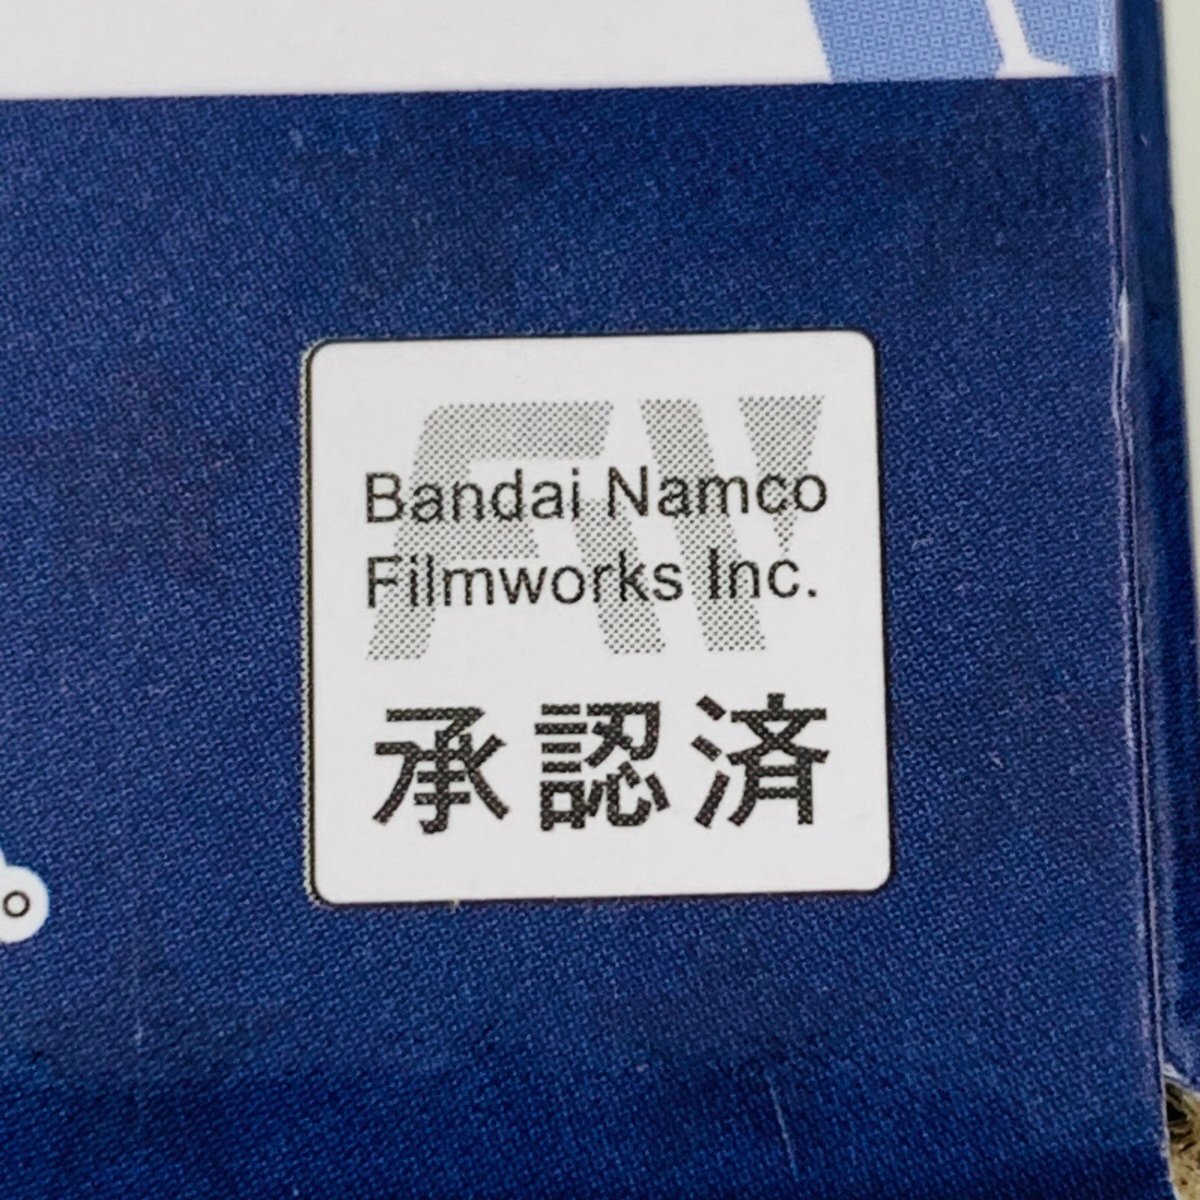 Bandai Namco
Filmworks Inc.
承認済